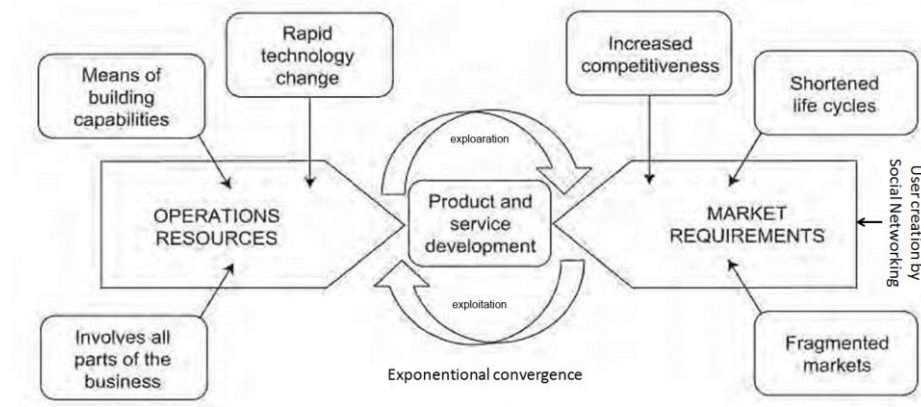 Rapid
technology
change
Increased
competitiveness
Means of
building
capabilities
Shortened
life cycles
exploaration
OPERATIONS
RESOURCES
Product and
service
development
MARKET
REQUIREMENTS
User creation by
Social Networking
exploitation
Involves all
parts of the
business
Fragmented
markets
Exponentional convergence